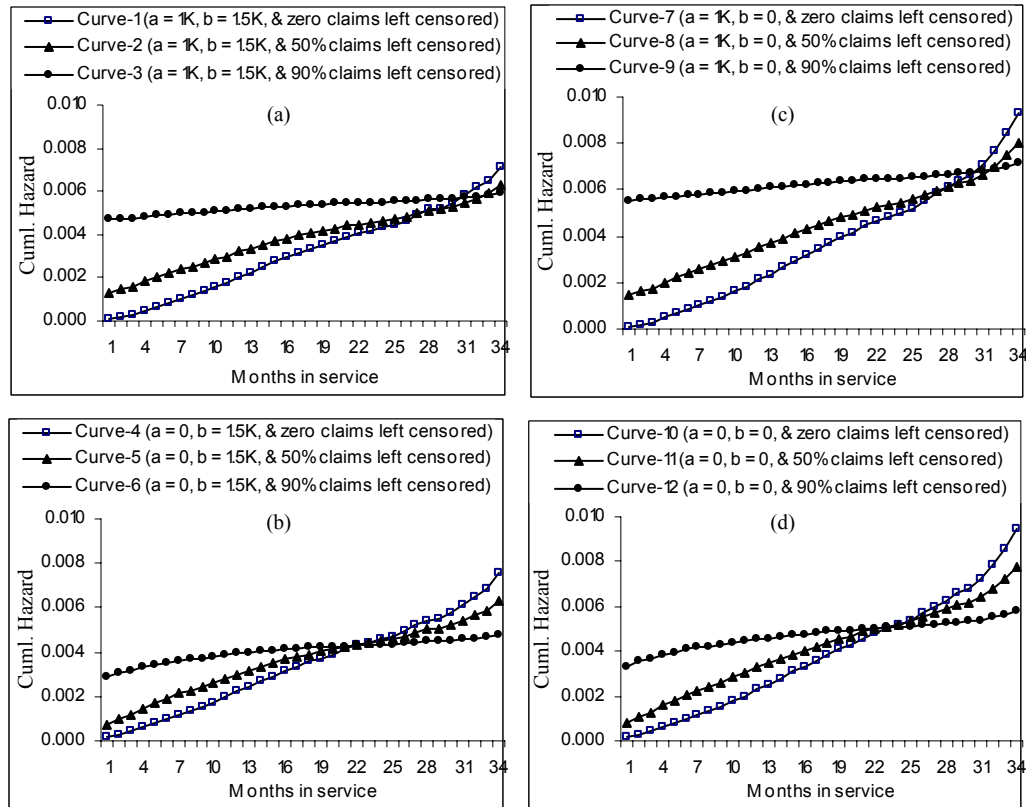 Curve-1(a = 1K, b = 1.5K, & zero claims left censored)
Curve-2 (a = 1K, b = 1.5K, & 50% claims left censored)
Curve-3 (a = 1K, b = 1.5K, & 90% claims left censored)
(a)
0.010
0.008
0.006
0.004
0.002
0.000
Cuml. Hazard
1 4 7 10 13 16 19 22 25 28 31 34
Months in service
Curve-7 (a = 1K, b = 0, & zero claims left censored)
Curve-8 (a = 1K, b = 0, & 50% claims left censored)
Curve-9 (a = 1K, b = 0, & 90% claims left censored)
(c)
0.010
0.008
0.006
0.004
0.002
0.000
Cuml. Hazard
1 4 7 10 13 16 19 22 25 28 31 34
Months in service
Curve-4 (a = 0, b = 1.5K, & zero claims left censored)
Curve-5 (a = 0, b = 1.5K, & 50% claims left censored)
Curve-6 (a = 0, b = 1.5K, & 90% claims left censored)
(b)
0.010
0.008
0.006
0.004
0.002
0.000
Cuml. Hazard
1 4 7 10 13 16 19 22 25 28 31 34
Months in service
Curve-10 (a = 0, b = 0, & zero claims left censored)
Curve-11(a = 0, b = 0, & 50% claims left censored)
Curve-12 (a = 0, b = 0, & 90% claims left censored)
(d)
0.010
0.008
0.006
0.004
0.002
0.000
Cuml. Hazard
1 4 7 10 13 16 19 22 25 28 31 34
Months in service